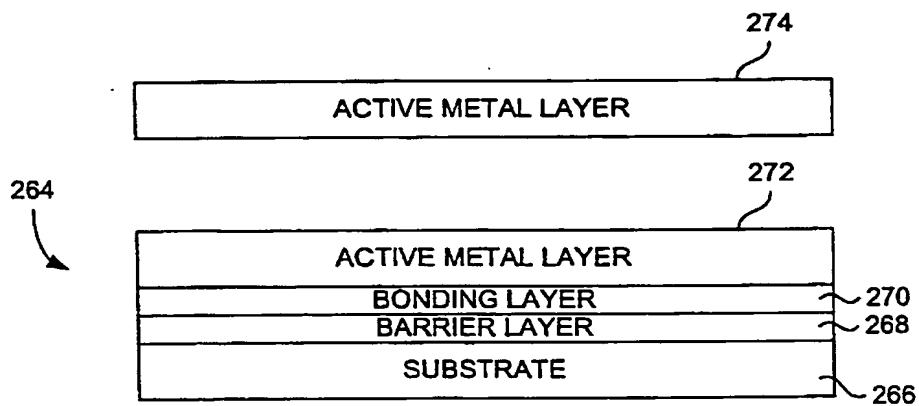 274
ACTIVE METAL LAYER
264
272
ACTIVE METAL LAYER
BONDING LAYER 270
BARRIER LAYER 268
SUBSTRATE 266